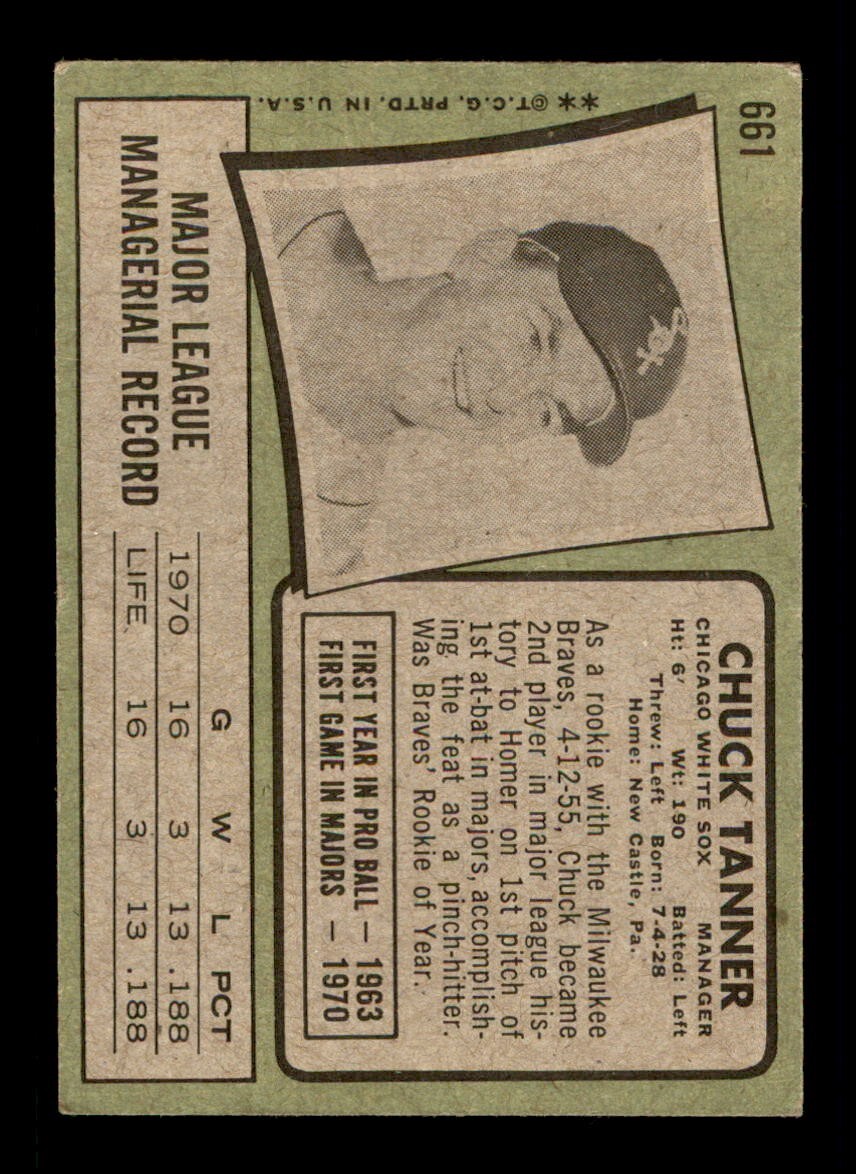 661
CHUCK TANNER
CHICAGO WHITE SOX MANAGER
Ht: 6' Wt: 190 Batted: Left
Threw: Left Born: 7-4-28
Home: New Castle, Pa.
As a rookie with the Milwaukee
Braves, 4-12-55, Chuck became
2nd player in major league his-
tory to Homer on 1st pitch of
1st at-bat in majors, accomplish-
ing the feat as a pinch-hitter.
Was Braves' Rookie of Year.
FIRST YEAR IN PRO BALL — 1963
FIRST GAME IN MAJORS — 1970
**©T.C.G. PRTD. IN U.S.A.
MAJOR LEAGUE
MANAGERIAL RECORD
G W L PCT
1970 16 3 13 .188
LIFE 16 3 13 .188